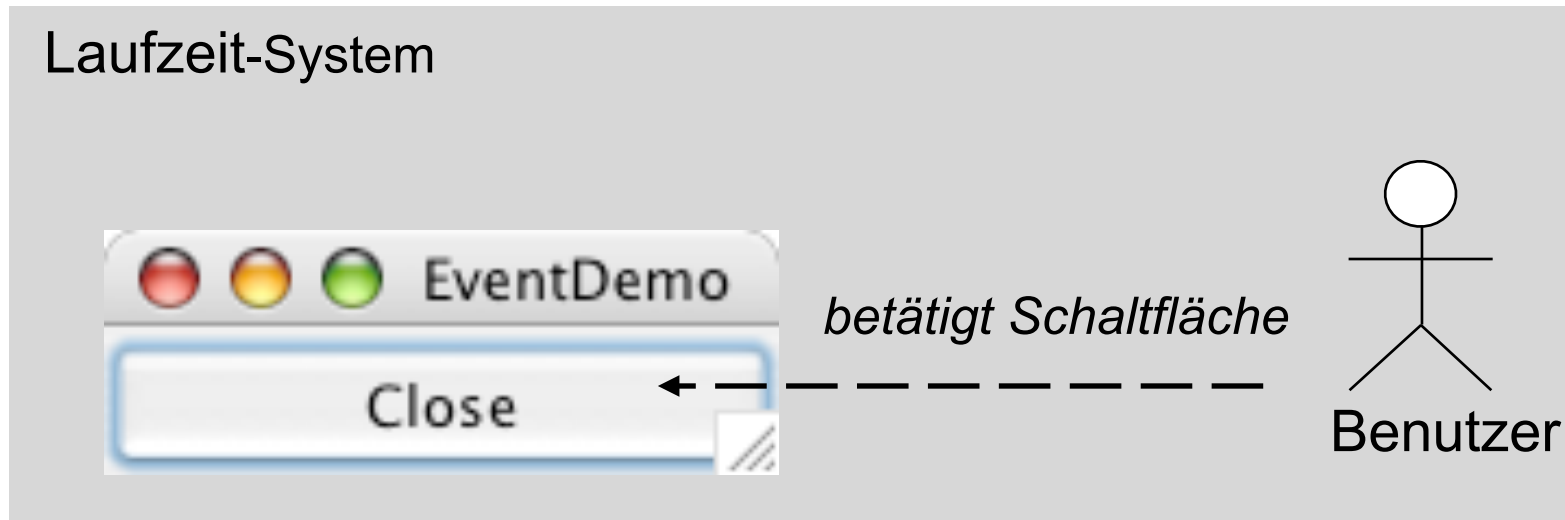 Laufzeit-System
EventDemo
betätigt Schaltfläche
Close
Benutzer